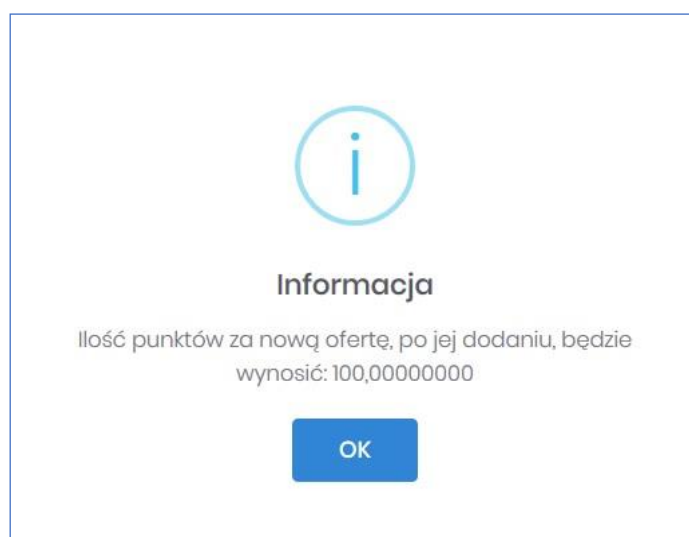 Informacja
Ilość punktów za nową ofertę, po jej dodaniu, będzie
wynosić: 100,00000000
OK